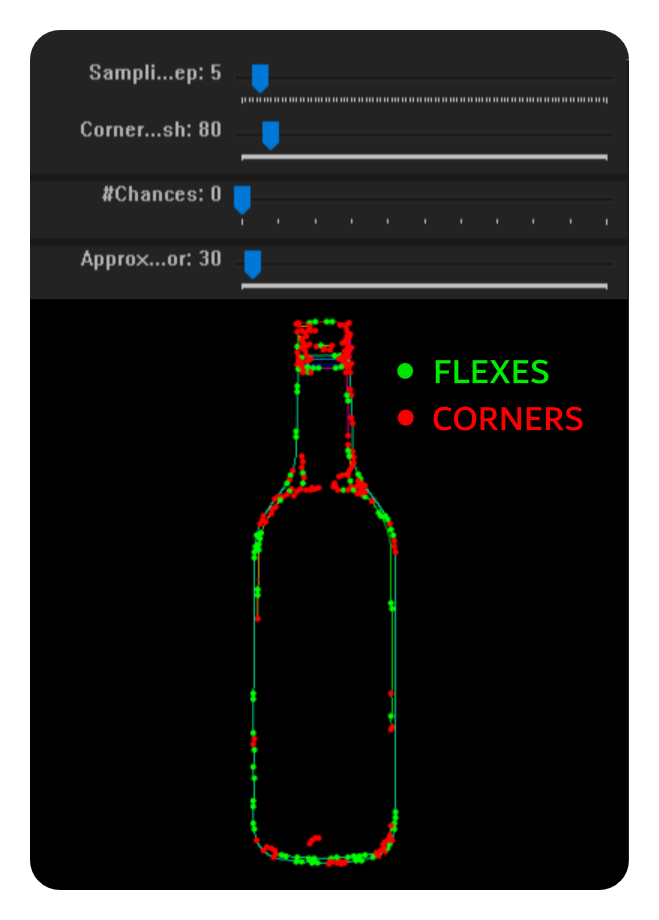 Sampli...ep: 5
Corner...sh: 80
#Chances: 0
Approx...or: 30
FLEXES
CORNERS